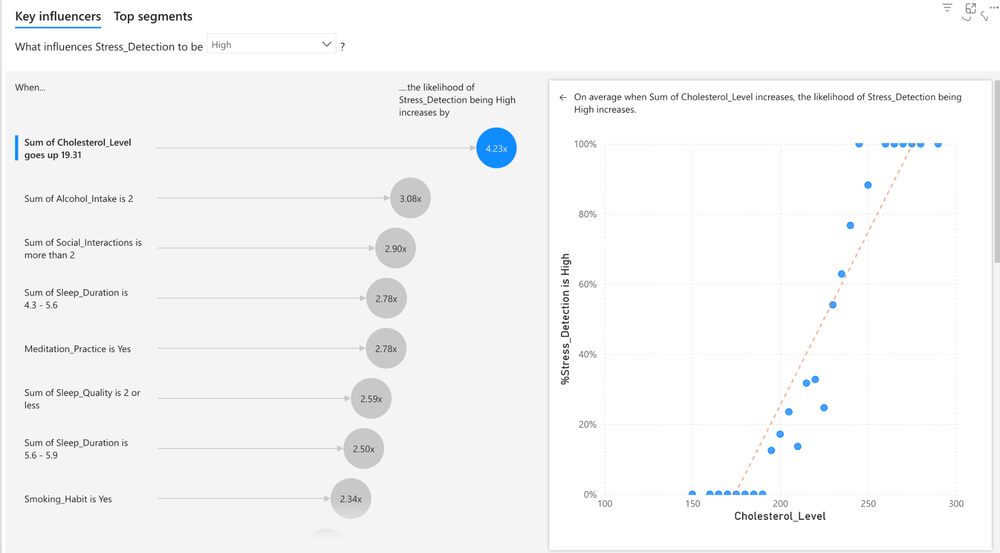 Key influencers Top segments
What influences Stress_Detection to be High ?
When...
....the likelihood of
Stress_Detection being High
increases by
Sum of Cholesterol_Level
goes up 19.31
4.23x
Sum of Alcohol_Intake is 2
3.08x
Sum of Social_Interactions is
more than 2
2.90x
Sum of Sleep_Duration is
4.3 - 5.6
2.78x
Meditation_Practice is Yes
2.78x
Sum of Sleep_Quality is 2 or
less
2.59x
Sum of Sleep_Duration is
5.6 - 5.9
2.50x
Smoking_Habit is Yes
2.34x
On average when Sum of Cholesterol_Level increases, the likelihood of Stress_Detection being
High increases.
%Stress_Detection is High
100%
80%
60%
40%
20%
0%
100 150 200 250 300
Cholesterol_Level